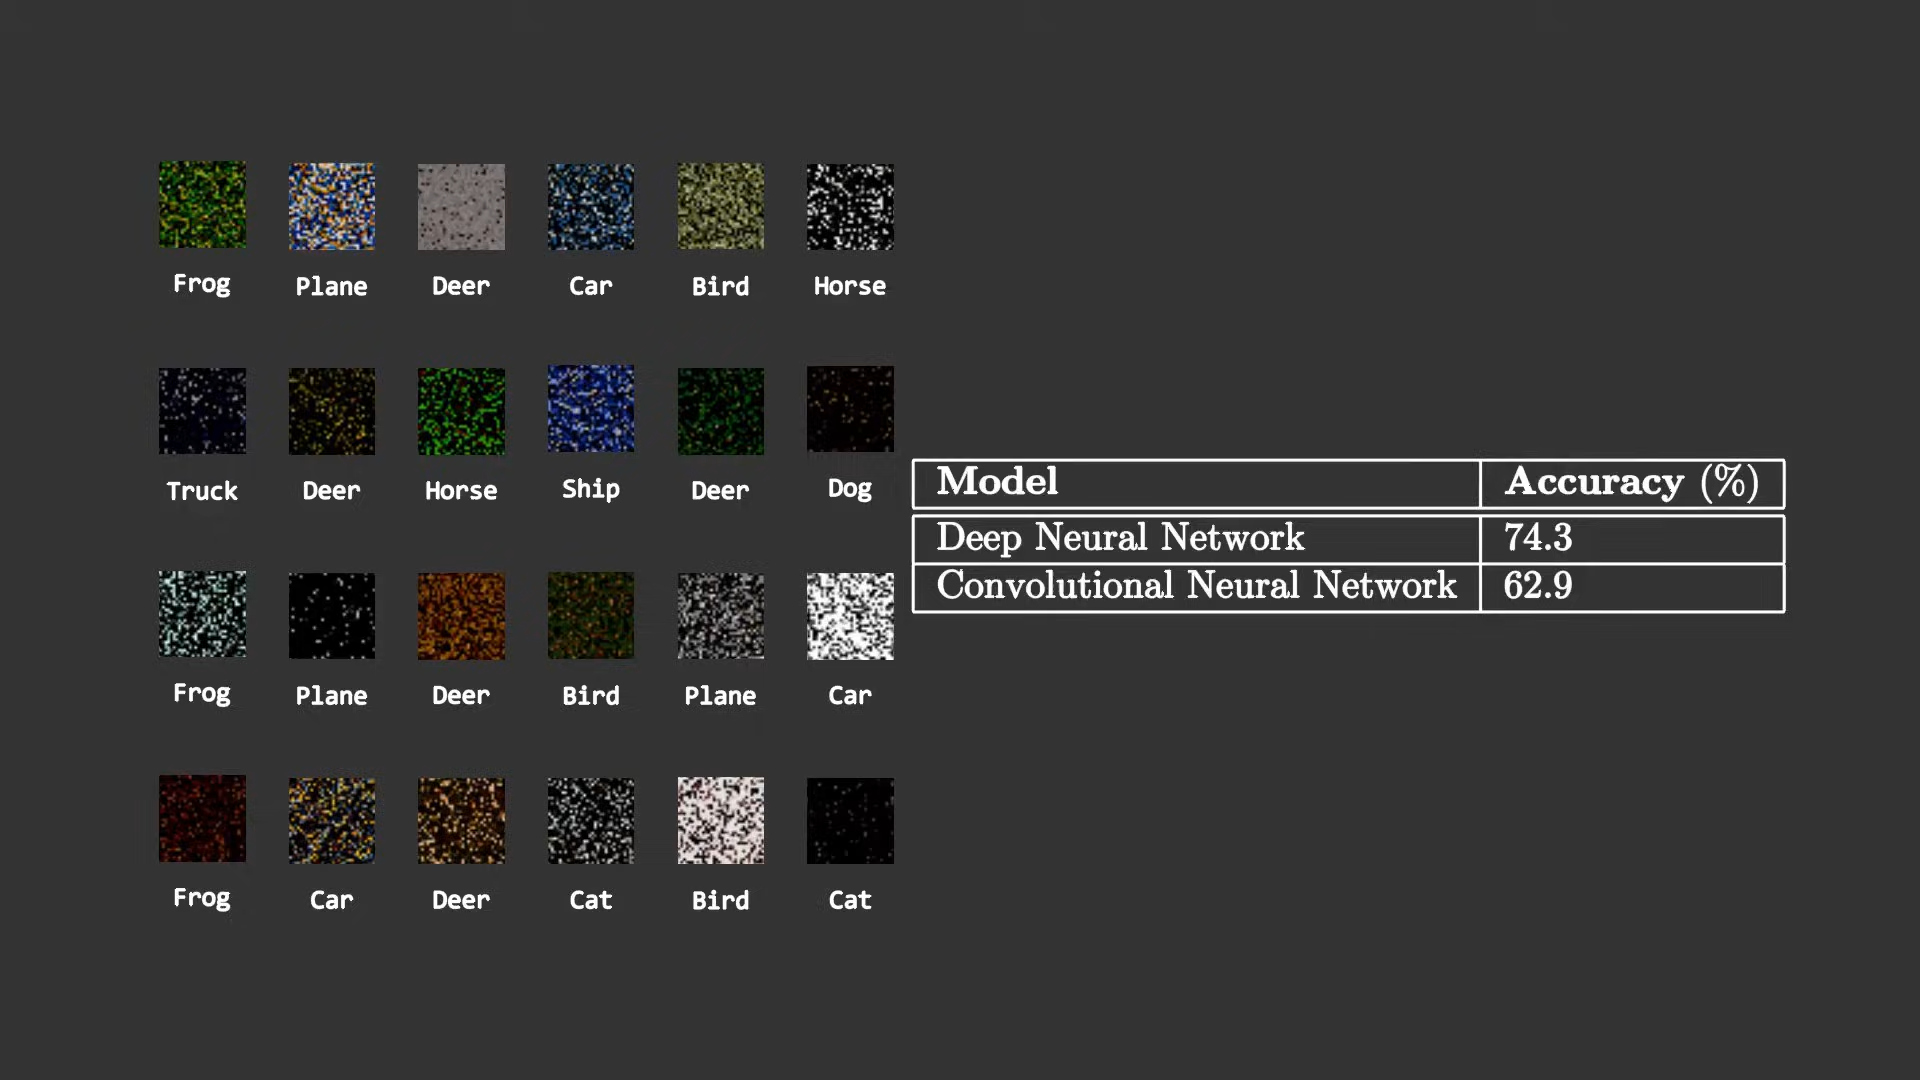 Frog Plane Deer Car Bird Horse
Truck Deer Horse Ship Deer Dog
Frog Plane Deer Bird Plane Car
Frog Car Deer Cat Bird Cat
Model Accuracy (%)
Deep Neural Network 74.3
Convolutional Neural Network 62.9